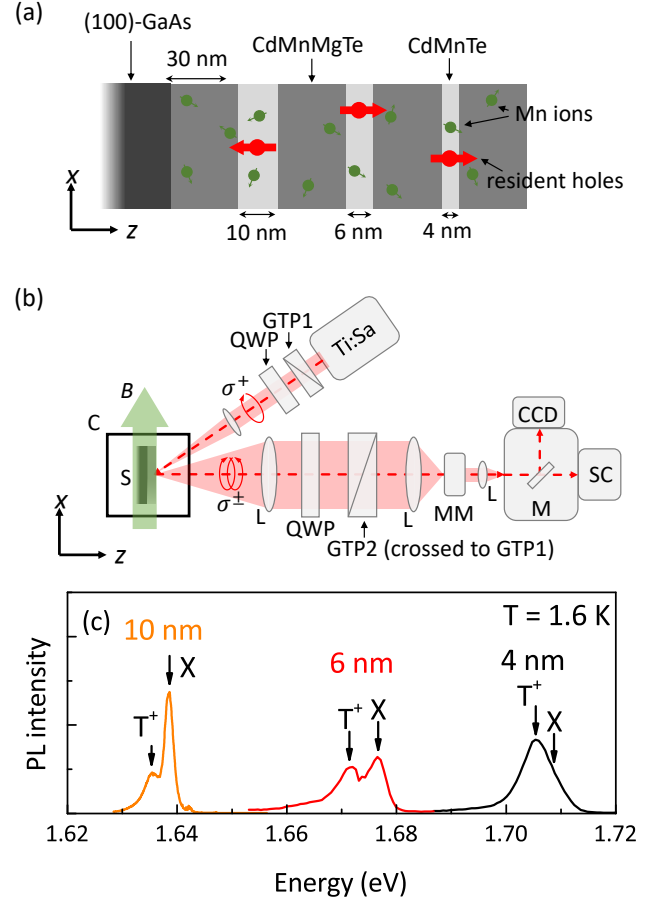 (a)
(100)-GaAs
30 nm
CdMnMgTe
CdMnTe
Mn ions
resident holes
10 nm
6 nm
4 nm
x
z
(b)
GTP1
QWP
Ti:Sa
σ+
B
C
S
σ±
L
QWP
L
MM
L
CCD
SC
M
GTP2 (crossed to GTP1)
x
z
(c)
10 nm
T = 1.6 K
6 nm
4 nm
T+
X
T+
X
T+
X
PL intensity
1.62 1.64 1.66 1.68 1.70 1.72
Energy (eV)